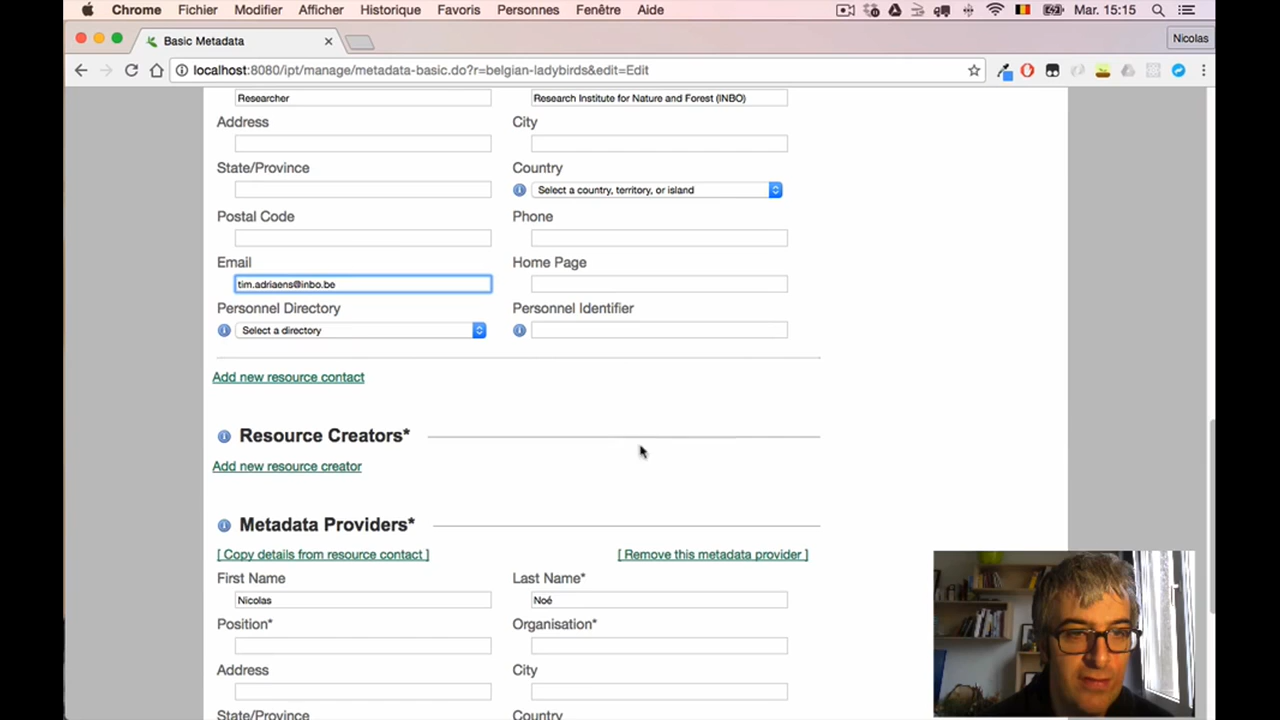 Chrome Fichier Modifier Afficher Historique Favoris Personnes Fenêtre Aide Mar. 15:15
Basic Metadata Nicolas
localhost:8080/ipt/manage/metadata-basic.do?r=belgian-ladybirds&edit=Edit
Researcher Research Institute for Nature and Forest (INBO)
Address City
State/Province Country
Select a country, territory, or island
Postal Code Phone
Email Home Page
tim.adriaens@inbo.be
Personnel Directory Personnel Identifier
Select a directory
Add new resource contact
Resource Creators*
Add new resource creator
Metadata Providers*
[ Copy details from resource contact ] [ Remove this metadata provider ]
First Name Last Name*
Nicolas Noé
Position* Organisation*
Address City
State/Province Country